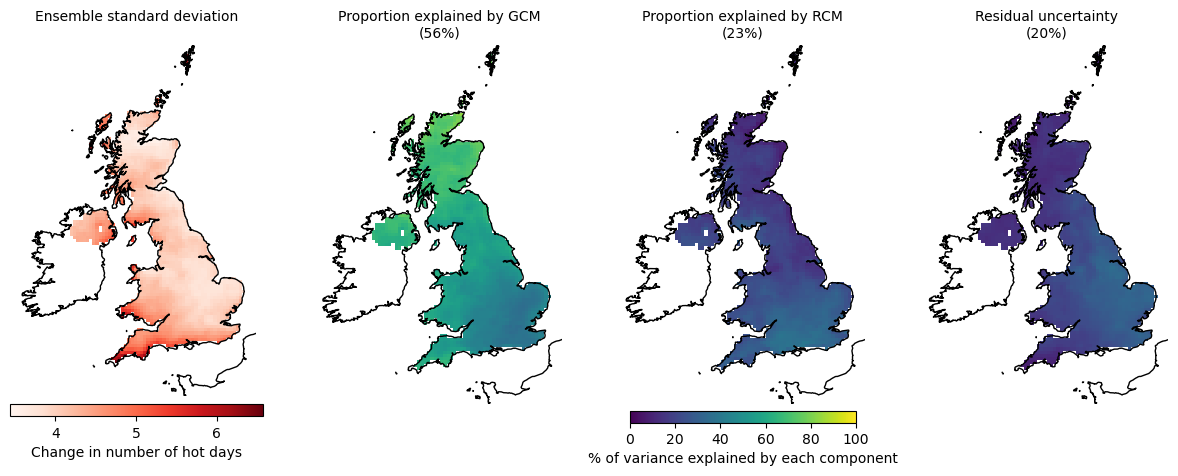 Ensemble standard deviation
Proportion explained by GCM
(56%)
Proportion explained by RCM
(23%)
Residual uncertainty
(20%)
4 5 6
Change in number of hot days
0 20 40 60 80 100
% of variance explained by each component